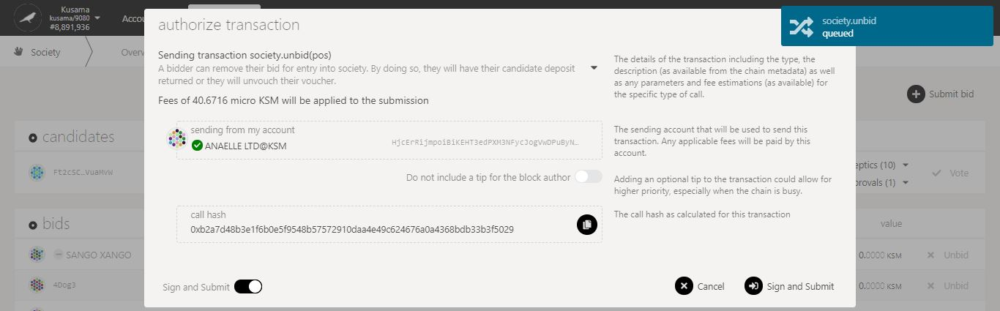 Kusama
kusama/9080
#8,891,936
Accou
society.unbid
queued
Society
Overv
authorize transaction
Sending transaction society.unbid(pos)
A bidder can remove their bid for entry into society. By doing so, they will have their candidate deposit
returned or they will unvouch their voucher.
Fees of 40.6716 micro KSM will be applied to the submission
The details of the transaction including the type, the
description (as available from the chain metadata) as well
as any parameters and fee estimations (as available) for
the specific type of call.
Submit bid
candidates
sending from my account
ANAELLE LTD@KSM
HjcErRijmpoiBiKEHT3edPXM3NFycJogVwDPuByN…
The sending account that will be used to send this
transaction. Any applicable fees will be paid by this
account.
Ft2cSC…VuaMvW
eptics (10)
Vote
provals (1)
Do not include a tip for the block author
Adding an optional tip to the transaction could allow for
higher priority, especially when the chain is busy.
bids
value
call hash
0xb2a7d48b3e1f6b0e5f9548b57572910daa4e49c624676a0a4368bdb33b3f5029
The call hash as calculated for this transaction
SANGO XANGO
0.0000 KSM
Unbid
4Dog3
0.0000 KSM
Unbid
Sign and Submit
Cancel
Sign and Submit